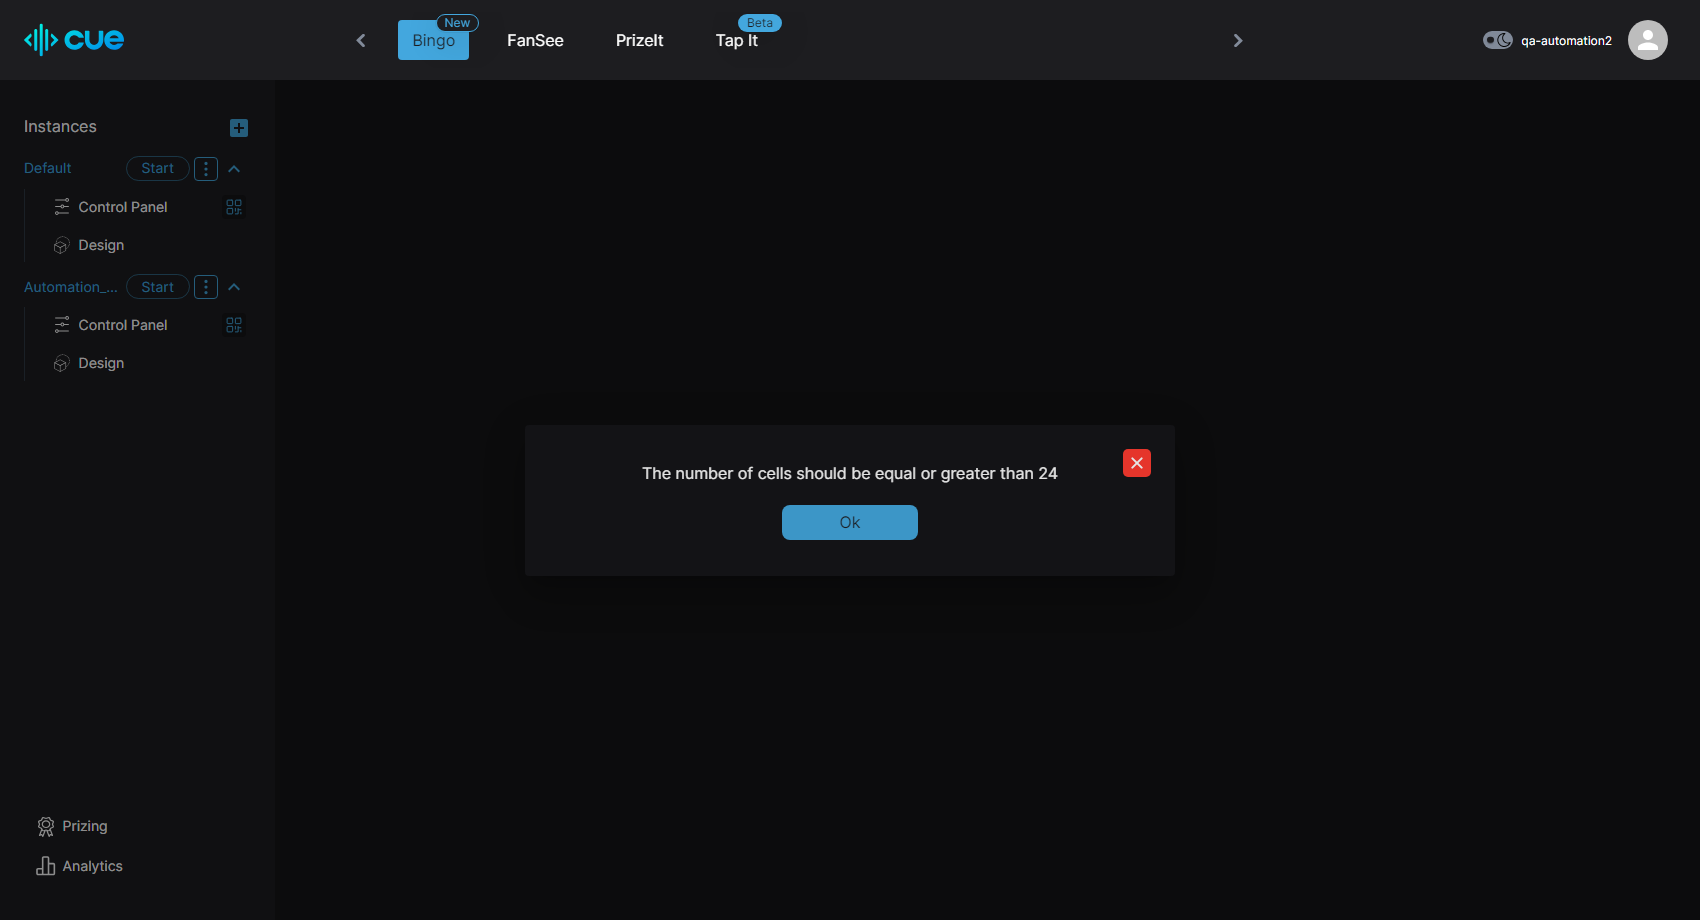 cue
Bingo
New
FanSee
PrizeIt
Tap It
Beta
qa-automation2
Instances
Default
Start
Control Panel
Design
Automation_...
Start
Control Panel
Design
The number of cells should be equal or greater than 24
Ok
Prizing
Analytics